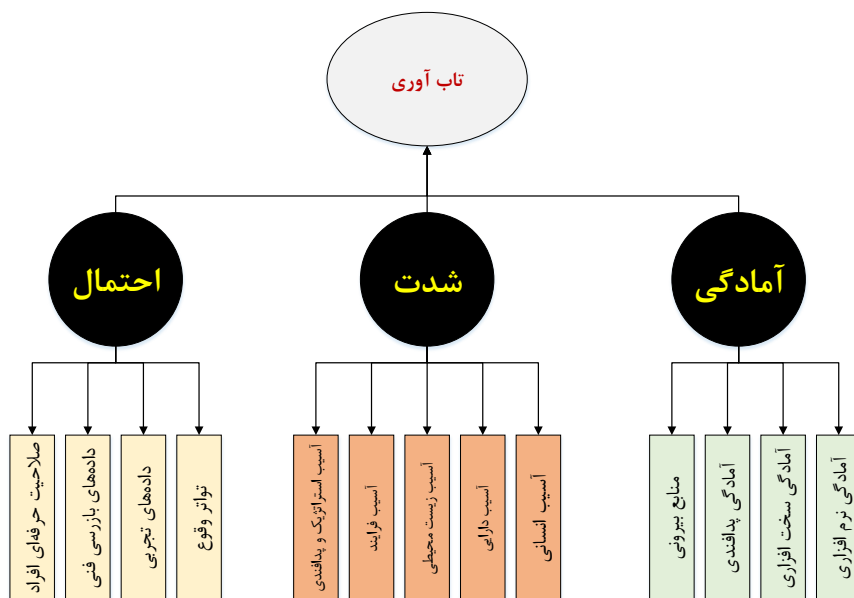 تاب آوری
آمادگی
شدت
احتمال
آمادگی نرم افزاری
آمادگی سخت افزاری
آمادگی پدافندی
منابع بیرونی
آسیب انسانی
آسیب دارایی
آسیب زیست محیطی
آسیب فرایند
آسیب استراتژیک و پدافندی
تواتر وقوع
داده‌های تجربی
داده‌های بازرسی فنی
صلاحیت حرفه‌ای افراد